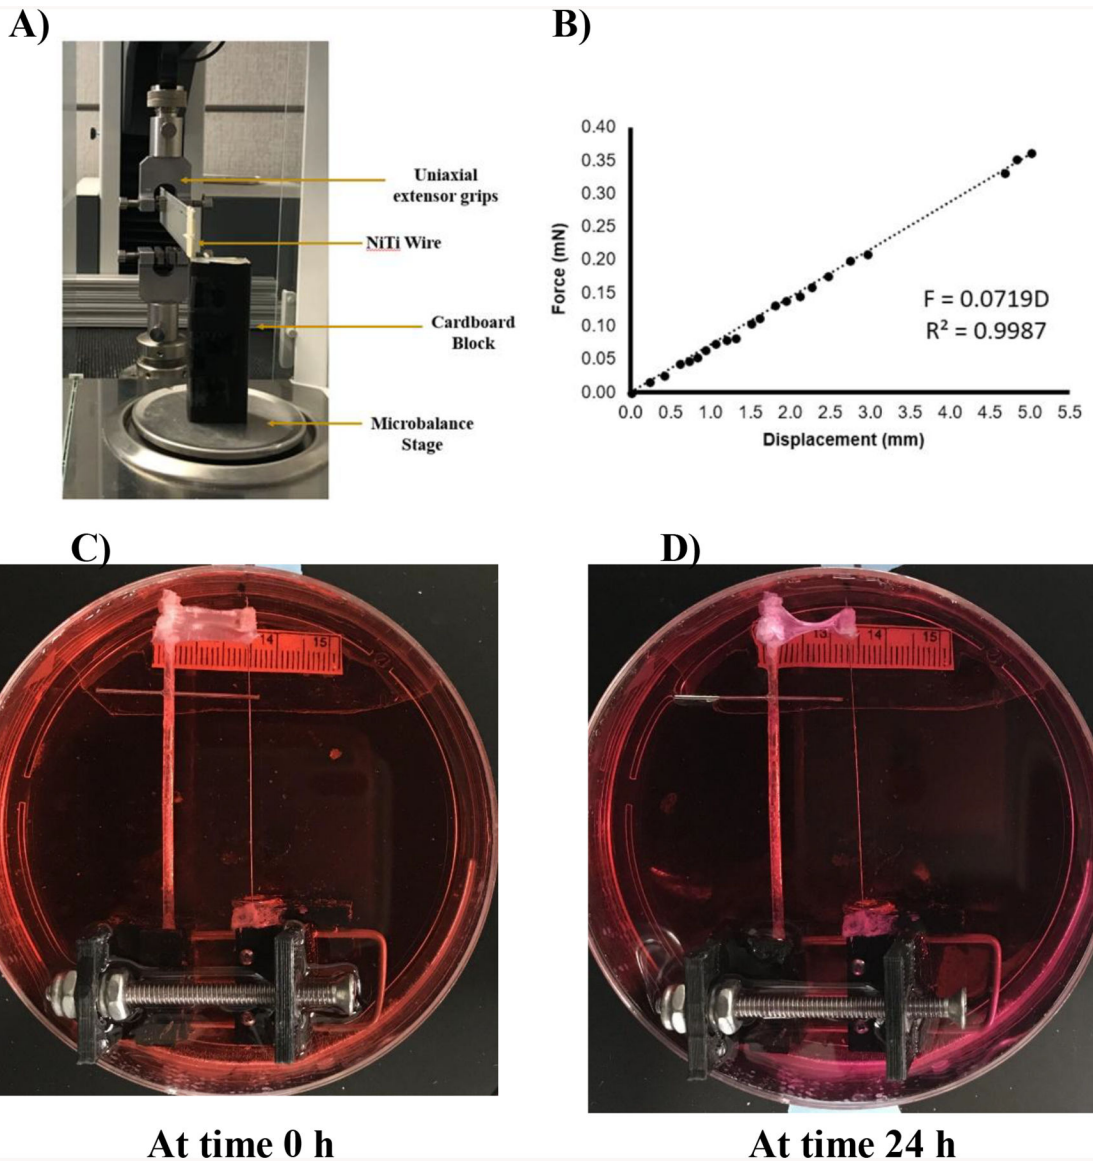 A)
B)
Uniaxial
extensor grips
NiTi Wire
Cardboard
Block
Microbalance
Stage
0.40
0.35
0.30
0.25
0.20
0.15
0.10
0.05
0.00
Force (mN)
F = 0.0719D
R² = 0.9987
0.0 0.5 1.0 1.5 2.0 2.5 3.0 3.5 4.0 4.5 5.0 5.5
Displacement (mm)
C)
D)
14 15
13 14 15
At time 0 h
At time 24 h